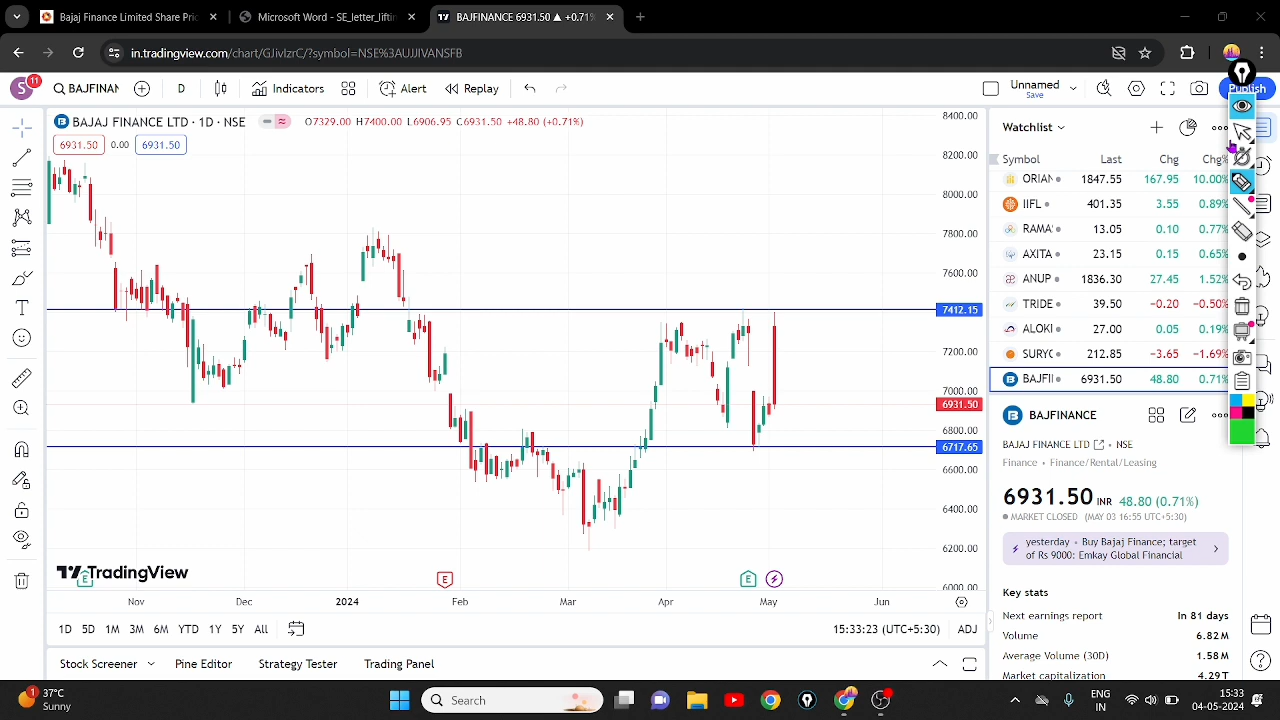 Bajaj Finance Limited Share Pric
Microsoft Word - SE_letter_liftin
BAJFINANCE 6931.50 ▲ +0.71%
in.tradingview.com/chart/GJivIzrC/?symbol=NSE%3AUJJIVANSFB
S 11
BAJFINAN
D
Indicators
Alert
Replay
Unnamed
Save
Publish
BAJAJ FINANCE LTD · 1D · NSE
O7329.00 H7400.00 L6906.95 C6931.50 +48.80 (+0.71%)
6931.50 0.00 6931.50
8400.00
8200.00
8000.00
7800.00
7600.00
7412.15
7200.00
7000.00
6931.50
6800.00
6717.65
6600.00
6400.00
6200.00
6000.00
TradingView
E E E
Nov Dec 2024 Feb Mar Apr May Jun
1D 5D 1M 3M 6M YTD 1Y 5Y All
15:33:23 (UTC+5:30) ADJ
Stock Screener Pine Editor Strategy Tester Trading Panel
Watchlist
Symbol Last Chg Chg%
ORIAN 1847.55 167.95 10.00%
IIFL 401.35 3.55 0.89%
RAMA 13.05 0.10 0.77%
AXITA 23.15 0.15 0.65%
ANUP 1836.30 27.45 1.52%
TRIDE 39.50 −0.20 −0.50%
ALOKI 27.00 0.05 0.19%
SURYC 212.85 −3.65 −1.69%
BAJFII 6931.50 48.80 0.71%
BAJFINANCE
BAJAJ FINANCE LTD • NSE
Finance • Finance/Rental/Leasing
6931.50 INR 48.80 (0.71%)
MARKET CLOSED (MAY 03 16:55 UTC+5:30)
yesterday • Buy Bajaj Finance; target
of Rs 9000: Emkay Global Financial
Key stats
Next earnings report In 81 days
Volume 6.82 M
Average Volume (30D) 1.58 M
Market capitalization 4.29 T
1
37°C
Sunny
Search
ENG
IN
15:33
04-05-2024